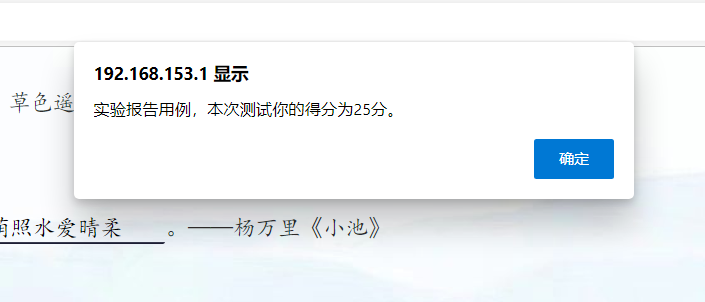 192.168.153.1 显示
草色遥
实验报告用例，本次测试你的得分为25分。
确定
照水爱晴柔。——杨万里《小池》